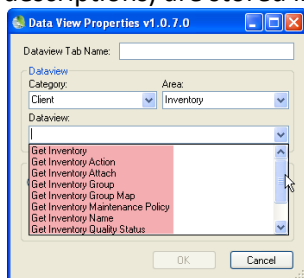 Data View Properties v1.0.7.0
Dataview Tab Name:
Dataview
Category: Area:
Client Inventory
Dataview:
Get Inventory
Get Inventory Action
Get Inventory Attach
Get Inventory Group
Get Inventory Group Map
Get Inventory Maintenance Policy
Get Inventory Name
Get Inventory Quality Status
OK Cancel